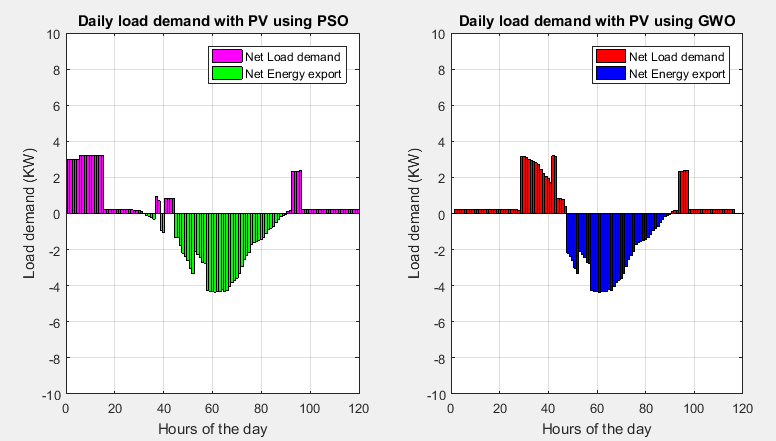 Daily load demand with PV using PSO
10
8
6
4
2
0
-2
-4
-6
-8
-10
0 20 40 60 80 100 120
Load demand (KW)
Hours of the day
Net Load demand
Net Energy export
Daily load demand with PV using GWO
10
8
6
4
2
0
-2
-4
-6
-8
-10
0 20 40 60 80 100 120
Load demand (KW)
Hours of the day
Net Load demand
Net Energy export